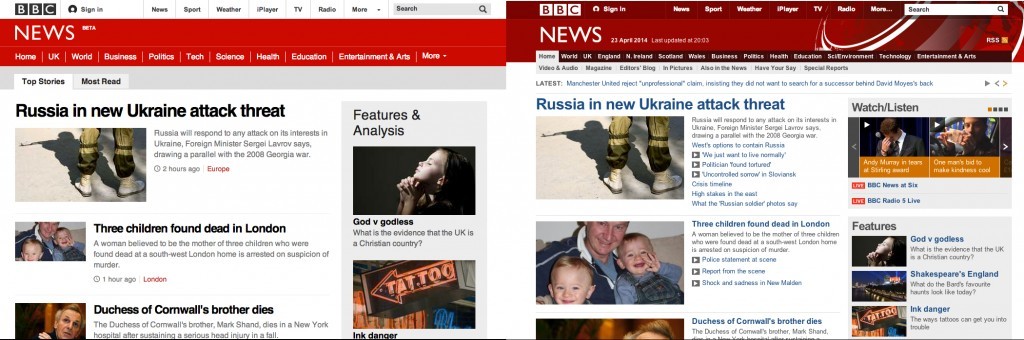 BBC Sign in News Sport Weather iPlayer TV More Search
NEWS BETA
Home UK World Business Politics Tech Science Health Education Entertainment & Arts More
Top Stories Most Read
Russia in new Ukraine attack threat
Russia will respond to any attack on its interests in
Ukraine, Foreign Minister Sergei Lavrov says,
drawing a parallel with the 2008 Georgia war.
2 hours ago Europe
Three children found dead in London
A woman believed to be the mother of three children who were
found dead at a south-west London home is arrested on suspicion of
murder.
1 hour ago London
Duchess of Cornwall's brother dies
The Duchess of Cornwall's brother, Mark Shand, dies in a New York
hospital after sustaining a serious head injury in a fall.
Features &
Analysis
God v godless
What is the evidence that the UK is
a Christian country?
TATTOO
Ink danger
BBC Sign in News Sport Weather iPlayer TV Radio More... Search
NEWS 23 April 2014 Last updated at 20:03 RSS
Home World UK England N. Ireland Scotland Wales Business Politics Health Education Sci/Environment Technology Entertainment & Arts
Video & Audio Magazine Editors' Blog In Pictures Also in the News Have Your Say Special Reports
LATEST: Manchester United reject "unprofessional" claim, insisting they did not want to search for a successor behind David Moyes's back
Russia in new Ukraine attack threat
Russia will respond to any attack on its interests in
Ukraine, Foreign Minister Sergei Lavrov says,
drawing a parallel with the 2008 Georgia war.
West's options to contain Russia
'We just want to live normally'
Politician 'found tortured'
'Uncontrolled sorrow' in Sloviansk
Crisis timeline
High stakes in the east
What the 'Russian soldier' photos say
Three children found dead in London
A woman believed to be the mother of three children who
were found dead at a south-west London home is
arrested on suspicion of murder.
Police statement at scene
Report from the scene
Shock and sadness in New Malden
Duchess of Cornwall's brother dies
The Duchess of Cornwall's brother, Mark Shand, dies in a
New York hospital after sustaining a serious head injury in
Watch/Listen
Andy Murray in tears
at Stirling award
One man's bid to
make kindness cool
LIVE BBC News at Six
LIVE BBC Radio 5 Live
Features
God v godless
What is the evidence that the UK
is a Christian country?
Shakespeare's England
What do the Bard's favourite
haunts look like today?
TATTOO
Ink danger
The ways tattoos can get you into
trouble